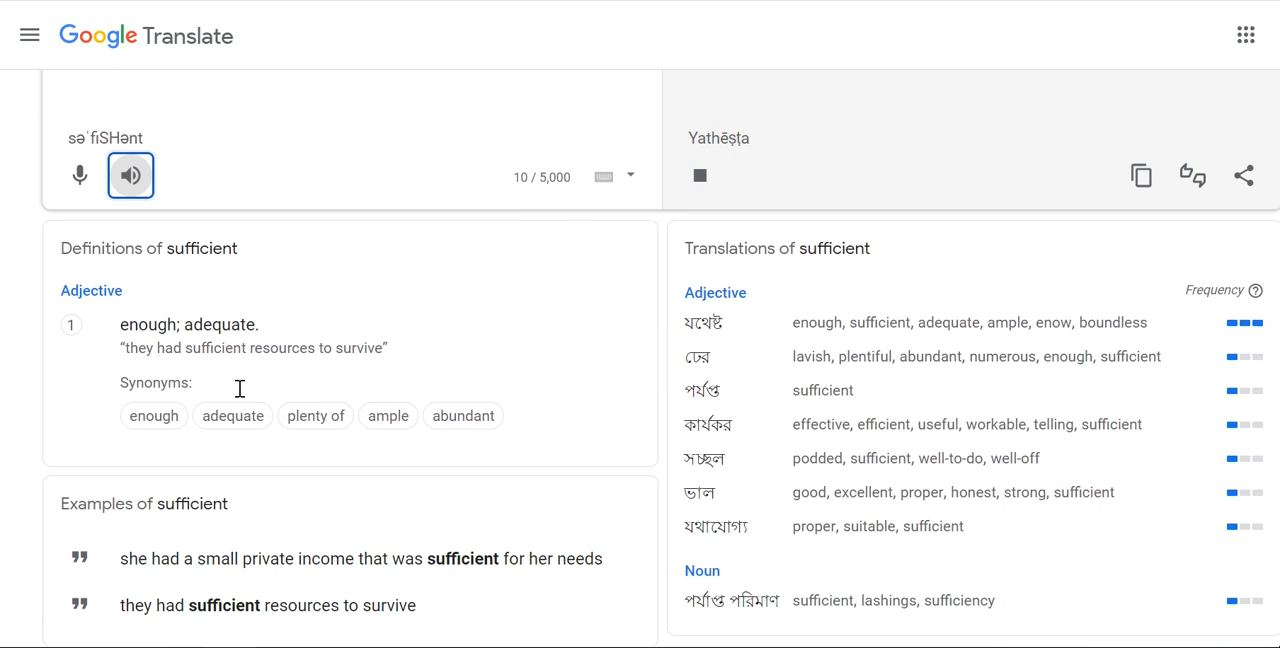 Google Translate
səˈfiSHənt
10 / 5,000
Yathēṣṭa
Definitions of sufficient
Adjective
1
enough; adequate.
“they had sufficient resources to survive”
Synonyms:
enough adequate plenty of ample abundant
Examples of sufficient
she had a small private income that was sufficient for her needs
they had sufficient resources to survive
Translations of sufficient
Adjective Frequency
যথেষ্ট enough, sufficient, adequate, ample, enow, boundless
ঢের lavish, plentiful, abundant, numerous, enough, sufficient
পর্যপ্ত sufficient
কার্যকর effective, efficient, useful, workable, telling, sufficient
সচ্ছল podded, sufficient, well-to-do, well-off
ভাল good, excellent, proper, honest, strong, sufficient
যথাযোগ্য proper, suitable, sufficient
Noun
পর্যাপ্ত পরিমাণ sufficient, lashings, sufficiency